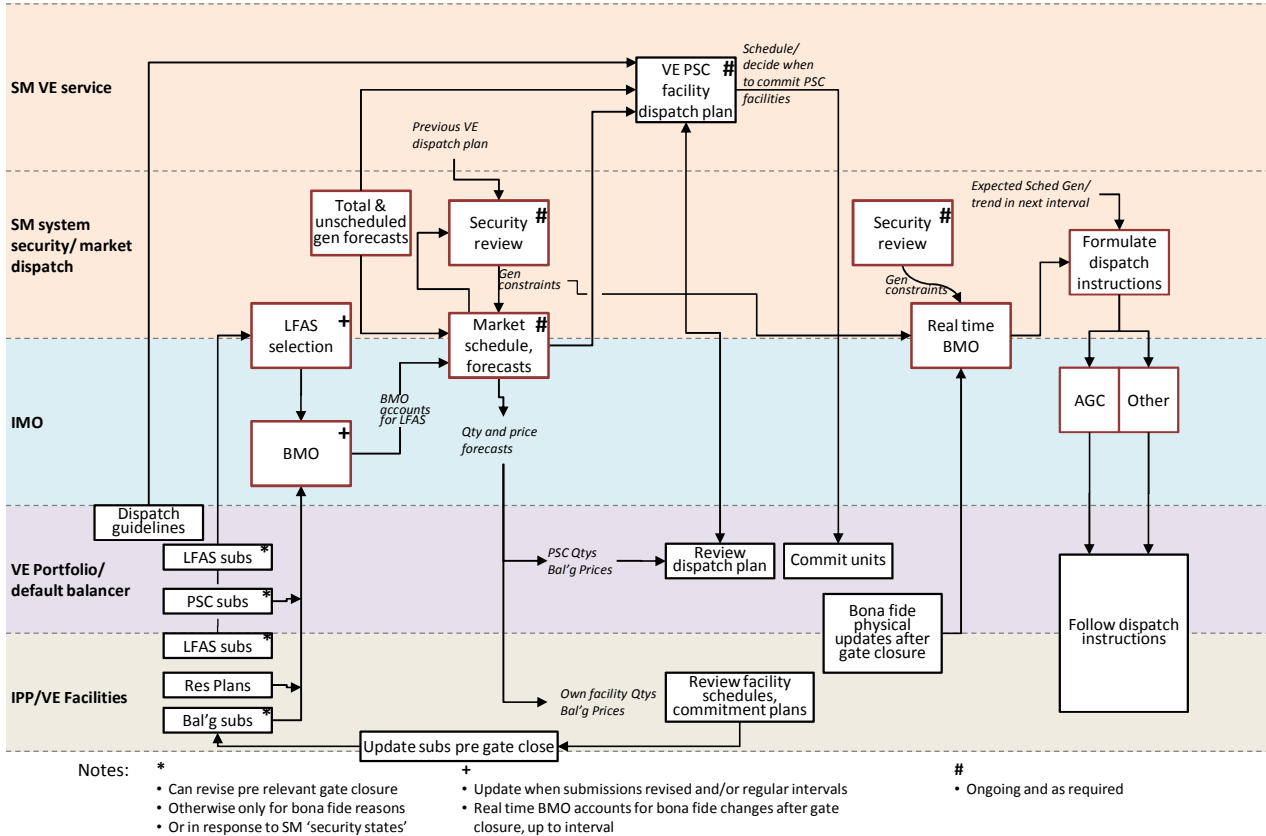 SM VE service
VE PSC #
facility
dispatch plan
Schedule/
decide when
to commit PSC
facilities
Previous VE
dispatch plan
SM system
security/ market
dispatch
Total &
unscheduled
gen forecasts
Security #
review
Security #
review
Expected Sched Gen/
trend in next interval
Formulate
dispatch
instructions
Gen
constraints
Gen
constraints
LFAS +
selection
Market #
schedule,
forecasts
Real time
BMO
IMO
BMO
accounts
for LFAS
AGC
Other
BMO +
Qty and price
forecasts
Dispatch
guidelines
VE Portfolio/
default balancer
LFAS subs *
PSC subs *
PSC Qtys
Bal'g Prices
Review
dispatch plan
Commit units
Bona fide
physical
updates after
gate closure
Follow dispatch
instructions
LFAS subs *
IPP/VE Facilities
Res Plans
Bal'g subs *
Own facility Qtys
Bal'g Prices
Review facility
schedules,
commitment plans
Update subs pre gate close
Notes:
*
• Can revise pre relevant gate closure
• Otherwise only for bona fide reasons
• Or in response to SM 'security states'
+
• Update when submissions revised and/or regular intervals
• Real time BMO accounts for bona fide changes after gate
closure, up to interval
#
• Ongoing and as required